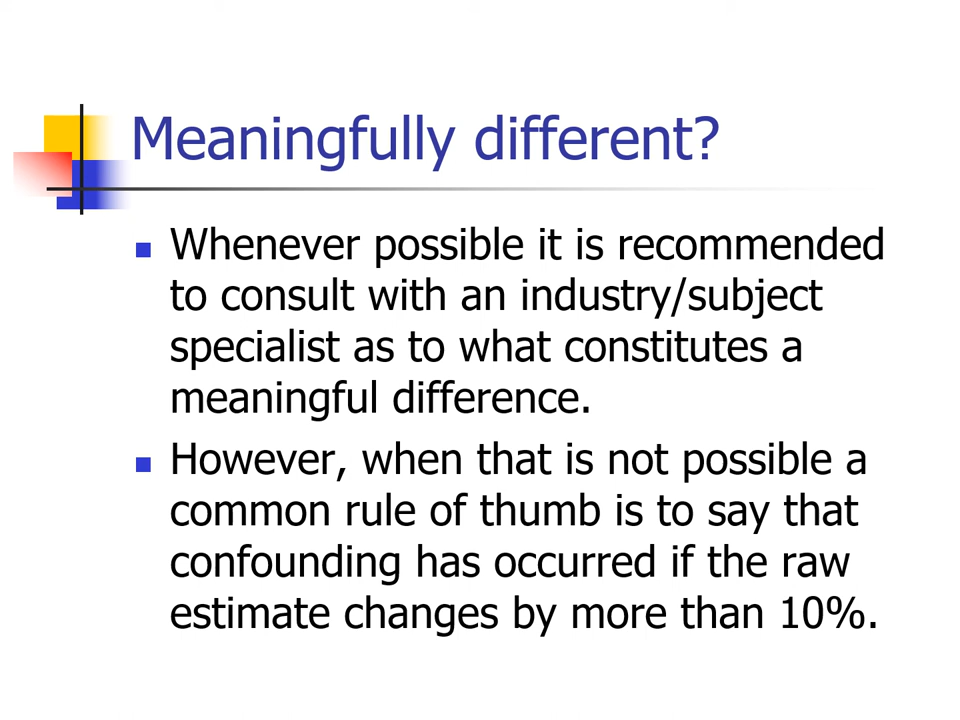 Meaningfully different?
Whenever possible it is recommended
to consult with an industry/subject
specialist as to what constitutes a
meaningful difference.
However, when that is not possible a
common rule of thumb is to say that
confounding has occurred if the raw
estimate changes by more than 10%.